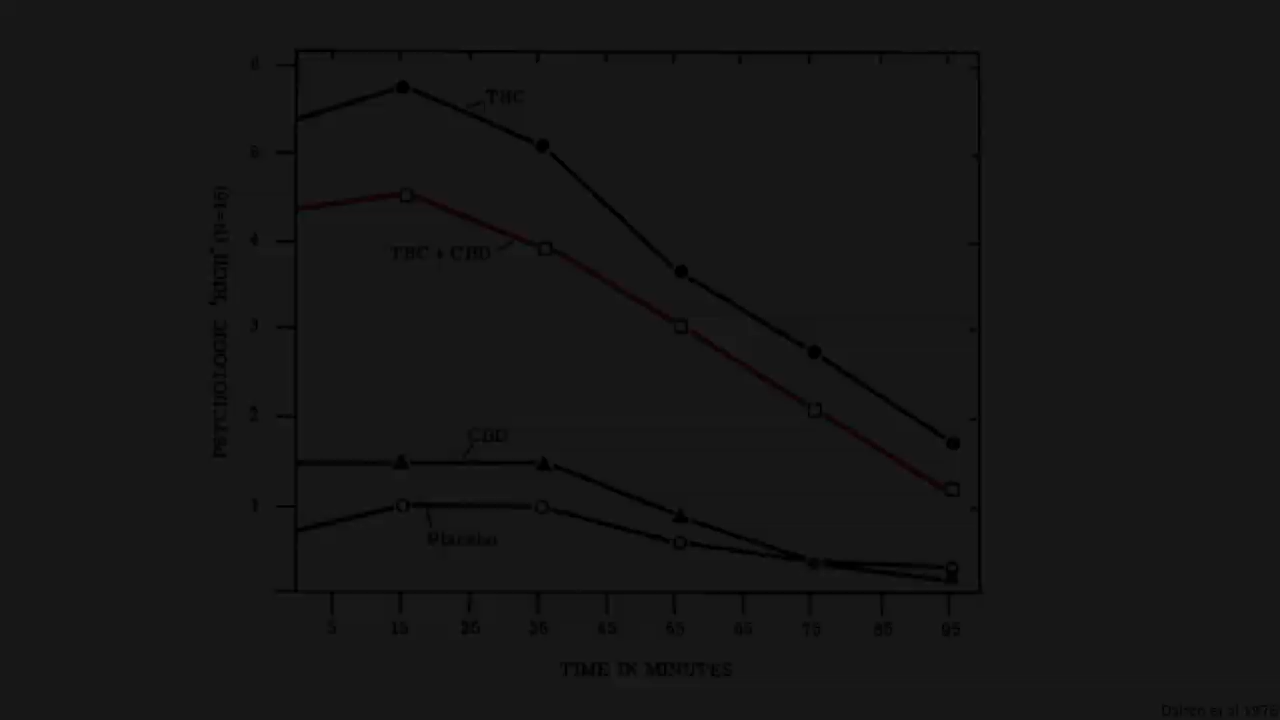 6
THC
5
PSYCHOLOGIC "HIGH" (n=16)
4
THC + CBD
3
2
CBD
1
Placebo
5 15 25 35 45 55 65 75 85 95
TIME IN MINUTES
Dalton et al 1976